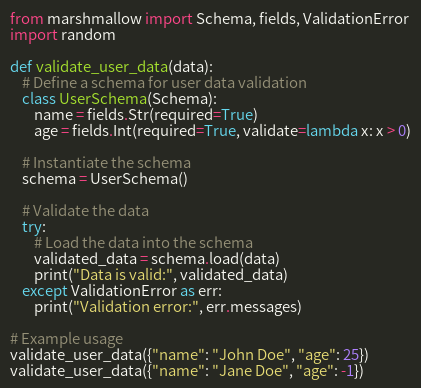 from marshmallow import Schema, fields, ValidationError
import random

def validate_user_data(data):
    # Define a schema for user data validation
    class UserSchema(Schema):
        name = fields.Str(required=True)
        age = fields.Int(required=True, validate=lambda x: x > 0)

    # Instantiate the schema
    schema = UserSchema()

    # Validate the data
    try:
        # Load the data into the schema
        validated_data = schema.load(data)
        print("Data is valid:", validated_data)
    except ValidationError as err:
        print("Validation error:", err.messages)

# Example usage
validate_user_data({"name": "John Doe", "age": 25})
validate_user_data({"name": "Jane Doe", "age": -1})